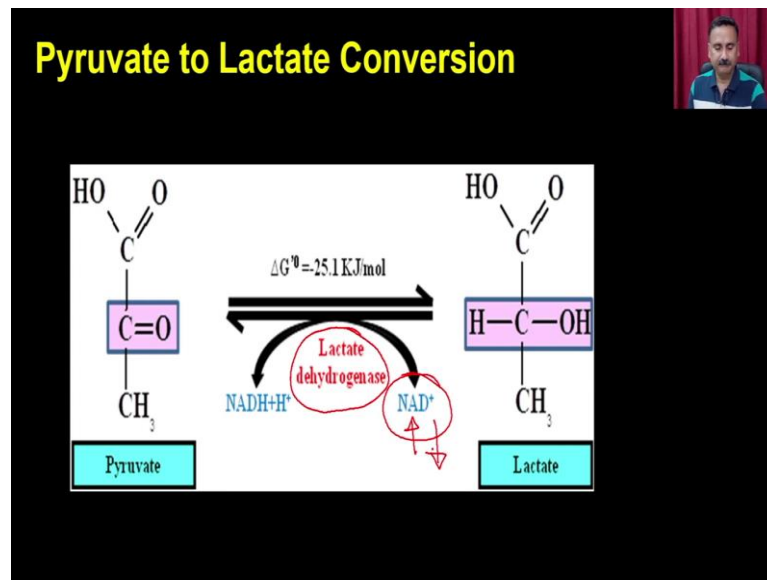 Pyruvate to Lactate Conversion
HO O
C
C=O
CH3
Pyruvate
ΔG'⁰ =-25.1 KJ/mol
Lactate
dehydrogenase
NADH+H⁺
NAD⁺
HO O
C
H—C—OH
CH3
Lactate